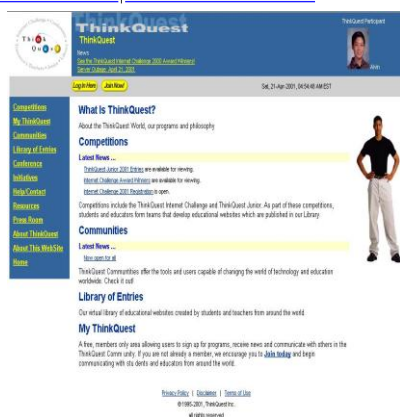 Think
Quest
ThinkQuest
ThinkQuest
ThinkQuest Participant
News
See the ThinkQuest Internet Challenge 2000 Award Winners!
Server Outage: April 21, 2001
Alvin
Log In Here
Join Now!
Sat, 21-Apr-2001, 04:54:48 AM EST
Competitions
My ThinkQuest
Communities
Library of Entries
Conference
Initiatives
Help/Contact
Resources
Press Room
About ThinkQuest
About This WebSite
Home
What Is ThinkQuest?
About the ThinkQuest World, our programs and philosophy
Competitions
Latest News ...
ThinkQuest Junior 2001 Entries are available for viewing.
Internet Challenge Award Winners are available for viewing.
Internet Challenge 2001 Registration is open.
Competitions include the ThinkQuest Internet Challenge and ThinkQuest Junior. As part of these competitions,
students and educators form teams that develop educational websites which are published in our Library.
Communities
Latest News ...
Now open for all
ThinkQuest Communities offer the tools and users capable of changing the world of technology and education
worldwide. Check it out!
Library of Entries
Our virtual library of educational websites created by students and teachers from around the world.
My ThinkQuest
A free, members only area allowing users to sign up for programs, receive news and communicate with others in the
ThinkQuest Comm unity. If you are not already a member, we encourage you to Join today and begin
communicating with stu dents and educators from around the world.
Privacy Policy | Disclaimer | Terms of Use
©1995-2001, ThinkQuest Inc.
all rights reserved